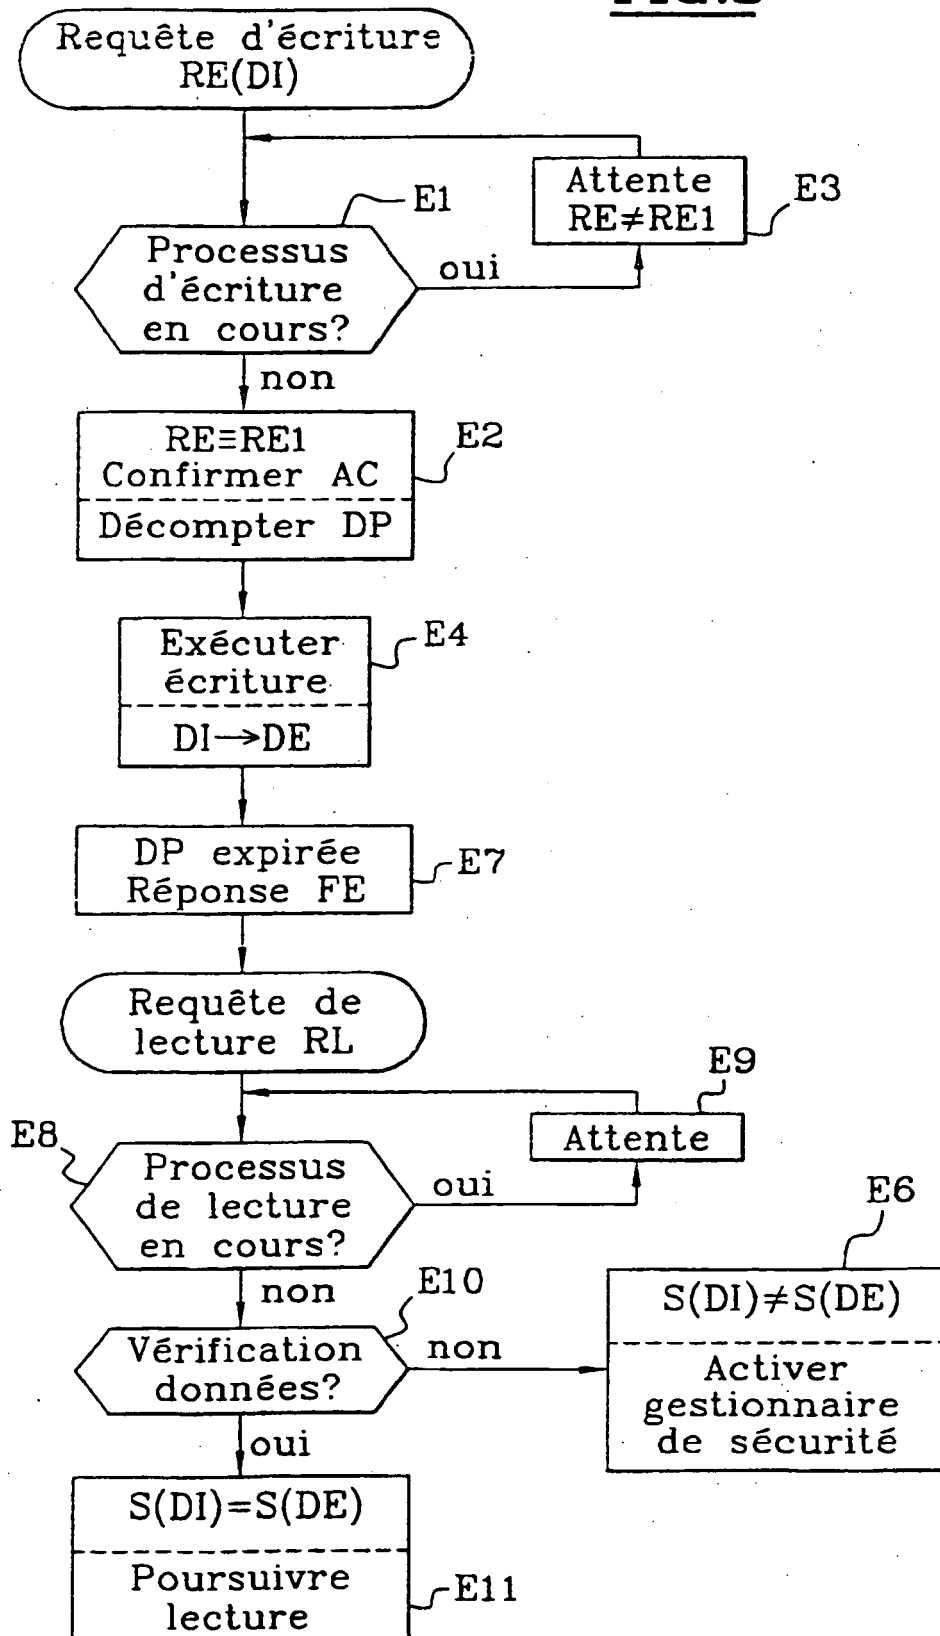 Requête d'écriture
RE(DI)
E1
Attente
RE≠RE1
E3
Processus
d'écriture
en cours?
oui
non
RE≡RE1
Confirmer AC
Décompter DP
E2
Exécuter
écriture
DI→DE
E4
DP expirée
Réponse FE
E7
Requête de
lecture RL
E9
Attente
E8
Processus
de lecture
en cours?
oui
non
E6
S(DI)≠S(DE)
Activer
gestionnaire
de sécurité
E10
Vérification
données?
non
oui
S(DI)=S(DE)
Poursuivre
lecture
E11